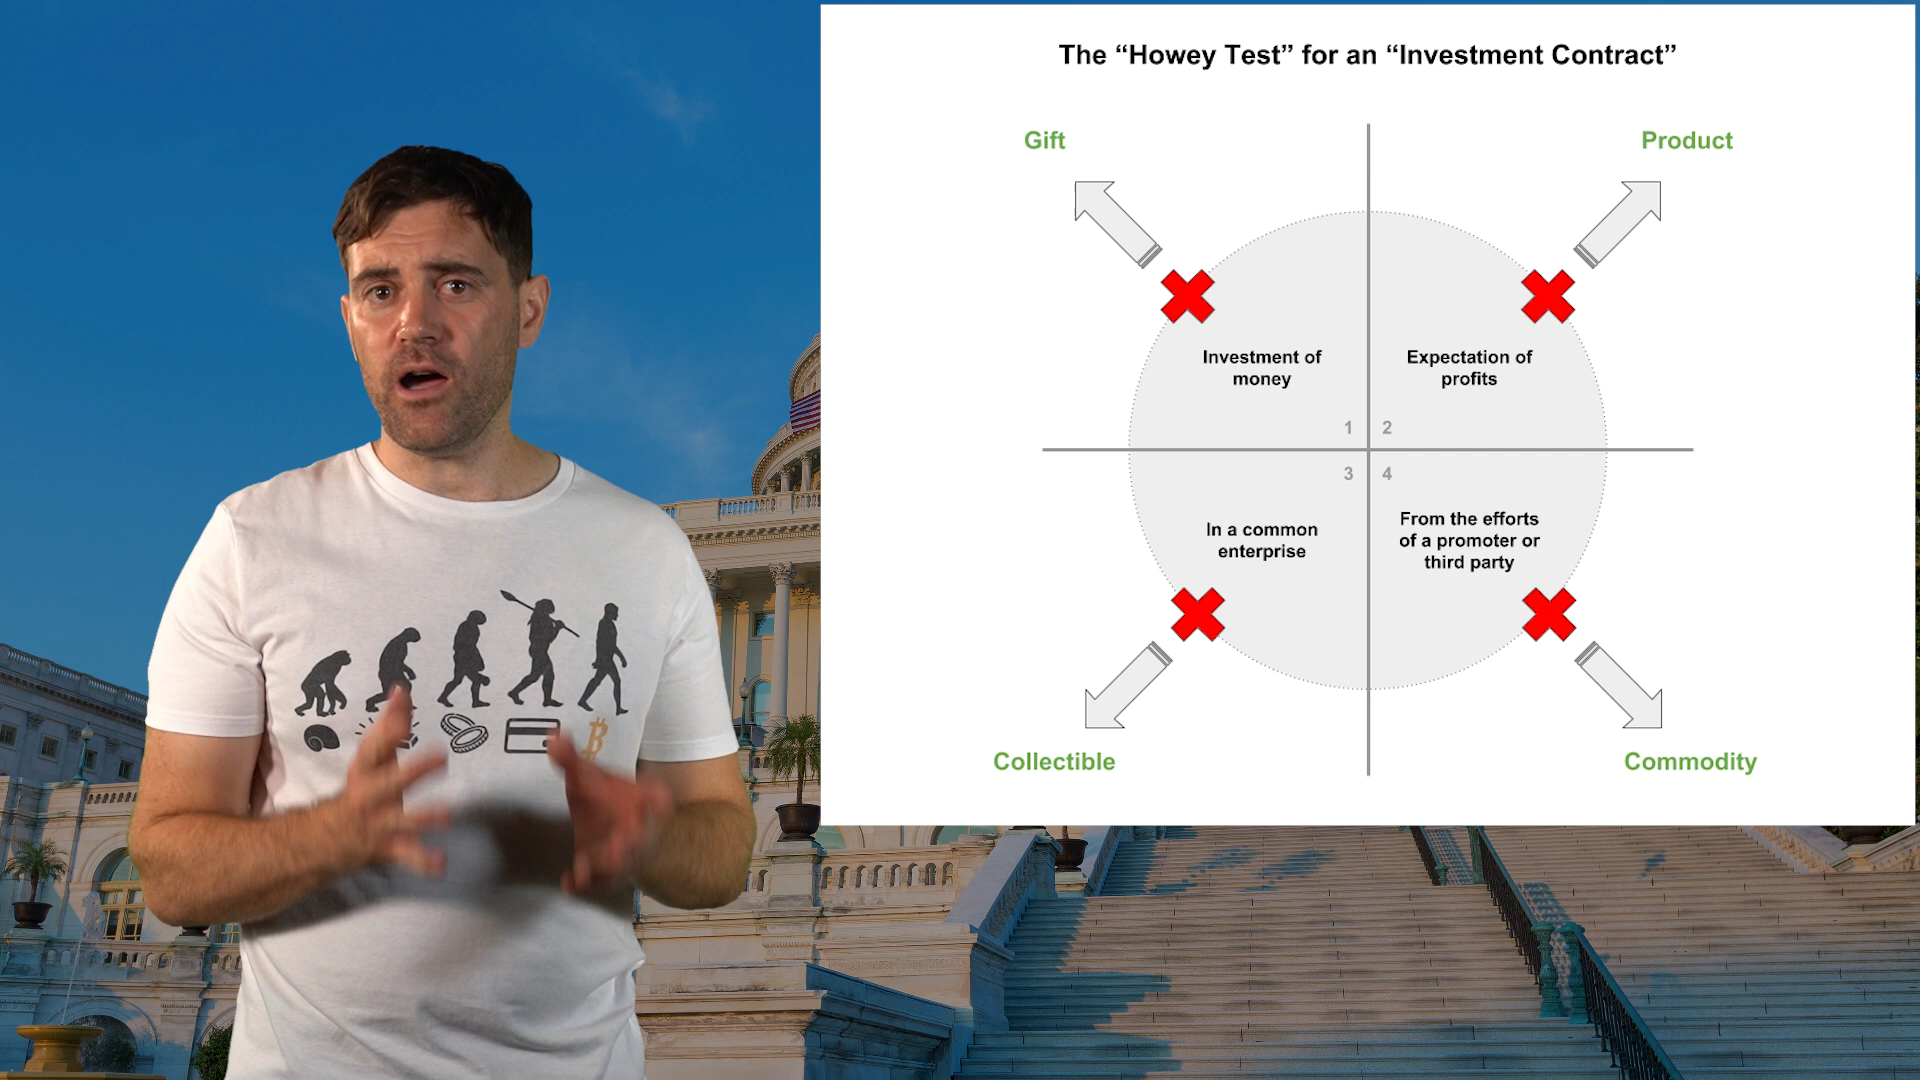 The “Howey Test” for an “Investment Contract”
Gift
Product
Investment of
money
Expectation of
profits
1
2
3
4
In a common
enterprise
From the efforts
of a promoter or
third party
Collectible
Commodity